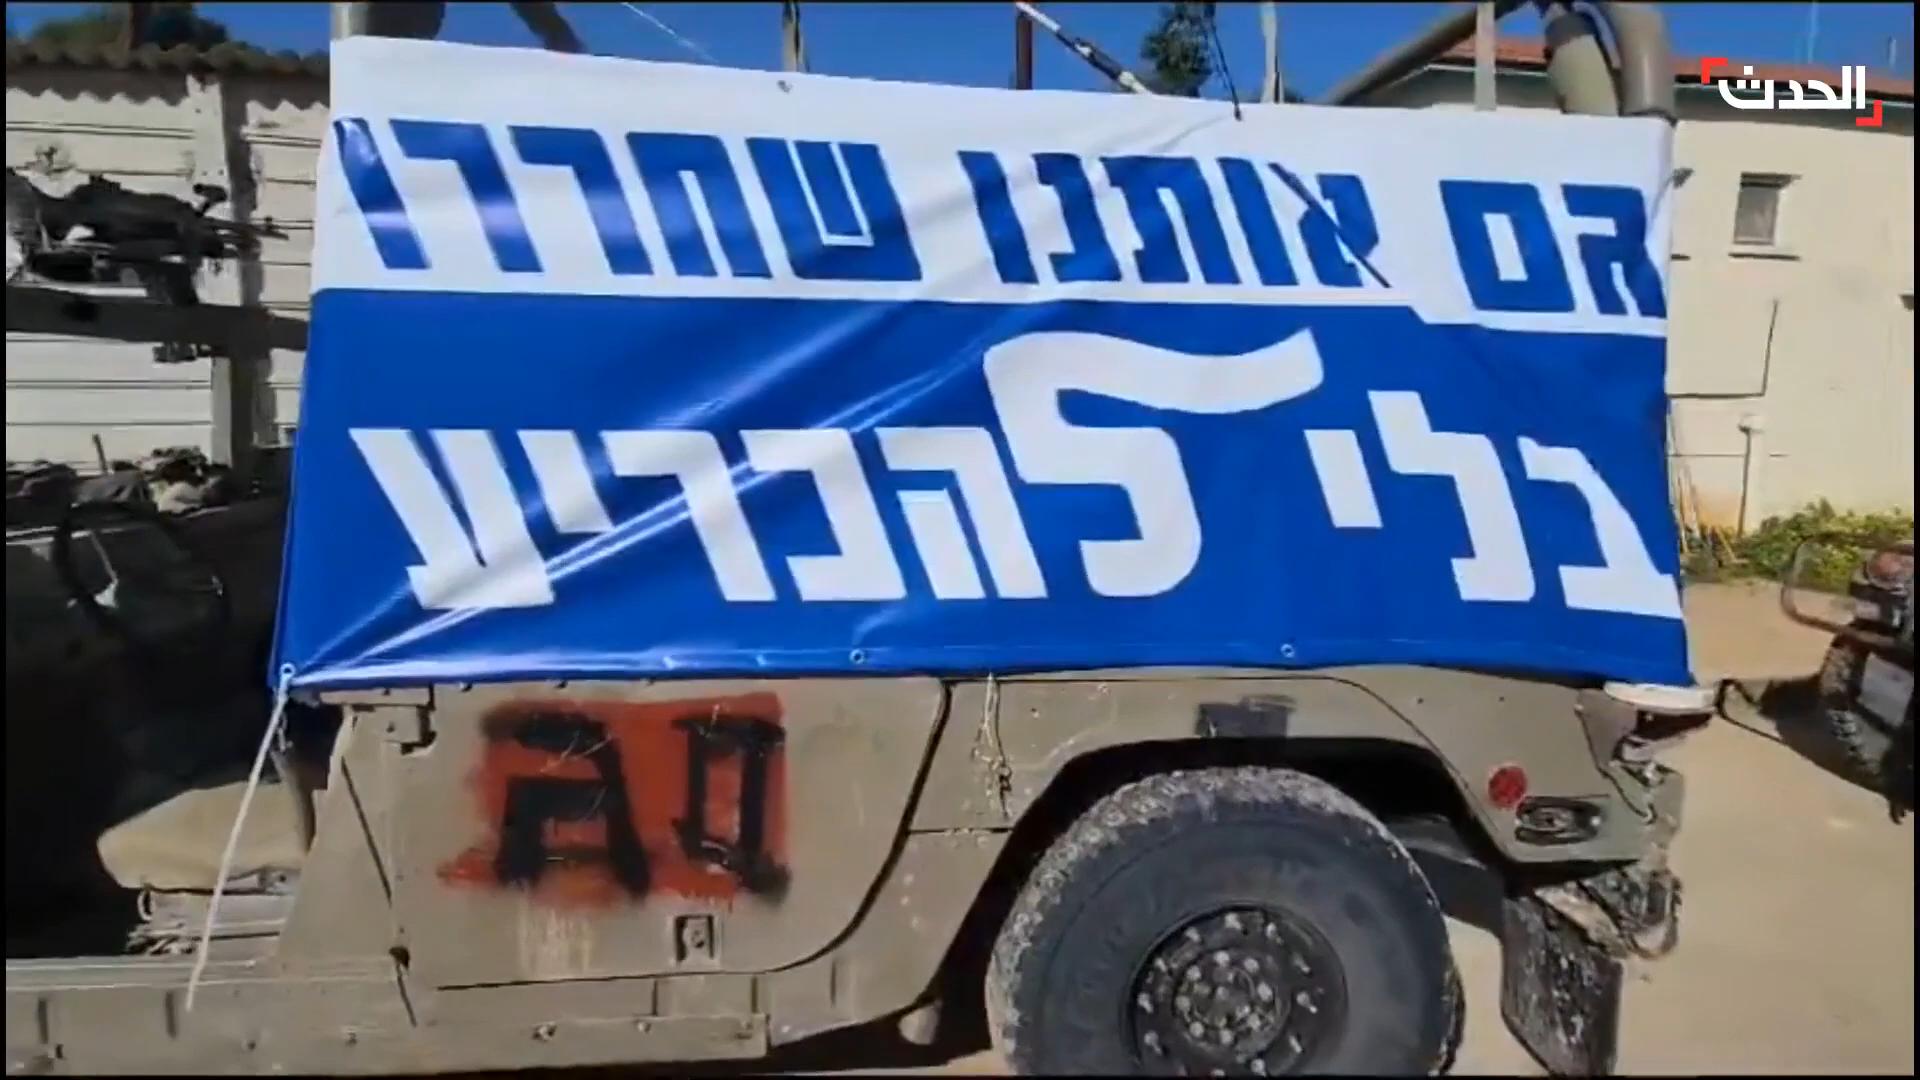 الحدث
גם אותנו שחררו
בלי להכריע